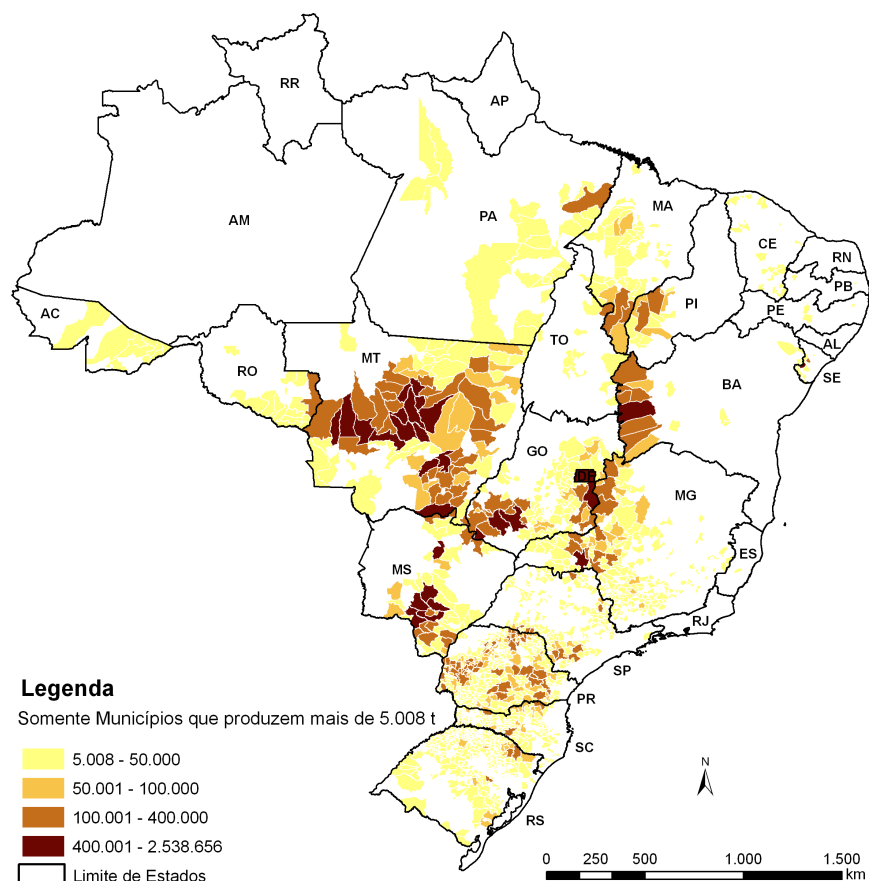 RR
AP
AM
PA
MA
CE
RN
PB
PE
PI
AL
SE
AC
TO
RO
MT
BA
GO
DF
MG
ES
MS
RJ
SP
PR
SC
RS
Legenda
Somente Municípios que produzem mais de 5.008 t
5.008 - 50.000
50.001 - 100.000
100.001 - 400.000
400.001 - 2.538.656
Limite de Estados
N
0 250 500 1.000 1.500
km